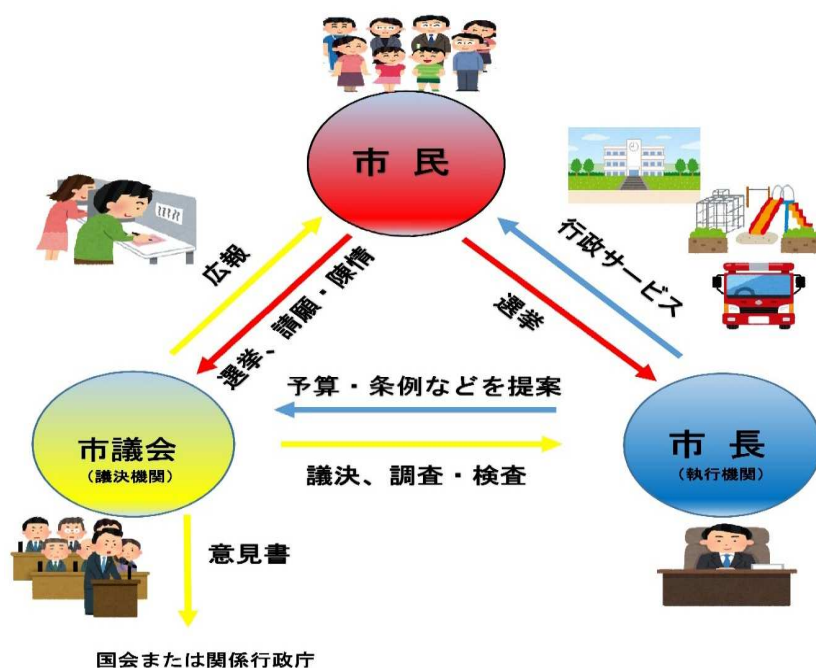 市 民
広報
選挙、請願・陳情
選挙
行政サービス
予算・条例などを提案
議決、調査・検査
市議会
（議決機関）
市 長
（執行機関）
意見書
国会または関係行政庁